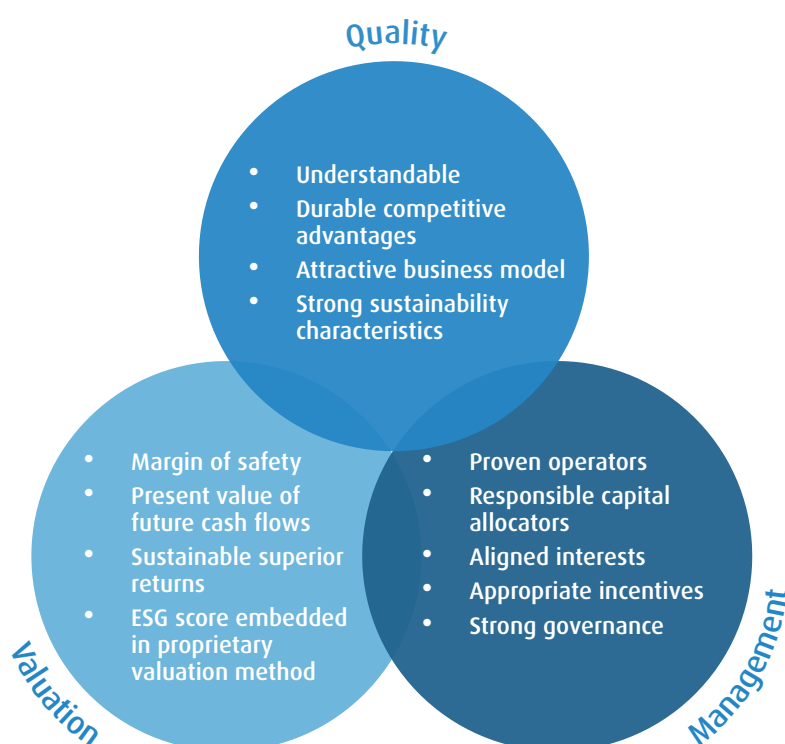 Quality
• Understandable
• Durable competitive
advantages
• Attractive business model
• Strong sustainability
characteristics
• Margin of safety
• Present value of
future cash flows
• Sustainable superior
returns
• ESG score embedded
in proprietary
valuation method
Valuation
• Proven operators
• Responsible capital
allocators
• Aligned interests
• Appropriate incentives
• Strong governance
Management